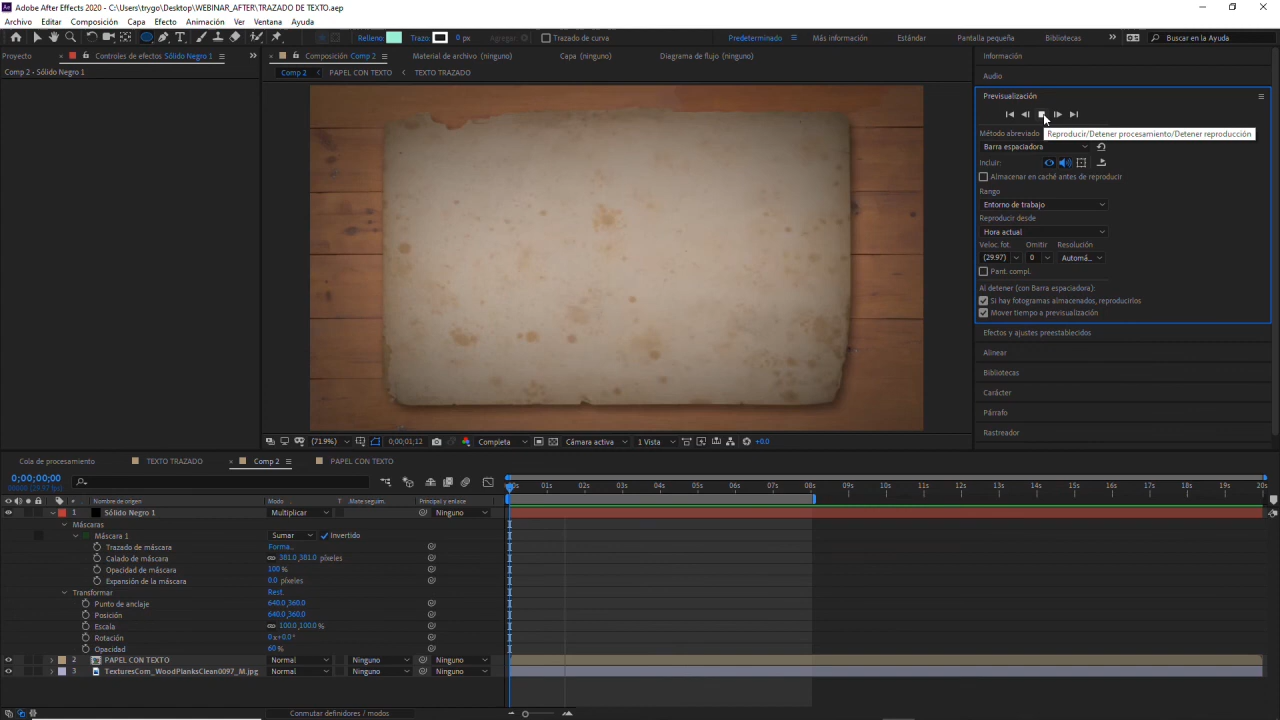 Adobe After Effects 2020 - C:\Users\trygo\Desktop\WEBINAR_AFTER\TRAZADO DE TEXTO.aep
Archivo Editar Composición Capa Efecto Animación Ver Ventana Ayuda
Relleno: Trazo: 0 px Agregar: Trazado de curva Predeterminado Más información Estándar Pantalla pequeña Bibliotecas Buscar en la Ayuda
Proyecto Controles de efectos Sólido Negro 1 Composición Comp 2 Material de archivo (ninguno) Capa (ninguno) Diagrama de flujo (ninguno) Información
Comp 2 • Sólido Negro 1 Comp 2 PAPEL CON TEXTO TEXTO TRAZADO Audio
Previsualización
Método abreviado Reproducir/Detener procesamiento/Detener reproducción
Barra espaciadora
Incluir:
Almacenar en caché antes de reproducir
Rango
Entorno de trabajo
Reproducir desde
Hora actual
Veloc. fot. Omitir Resolución
(29.97) 0 Automá...
Pant. compl.
Al detener (con Barra espaciadora):
Si hay fotogramas almacenados, reproducirlos
Mover tiempo a previsualización
Efectos y ajustes preestablecidos
Alinear
Bibliotecas
Carácter
Párrafo
Rastreador
(71.9%) 0;00;01;12 Completa Cámara activa 1 Vista +0.0
Cola de procesamiento TEXTO TRAZADO Comp 2 PAPEL CON TEXTO
0;00;00;00
00000 (29.97 fps)
01s 02s 03s 04s 05s 06s 07s 08s 09s 10s 11s 12s 13s 14s 15s 16s 17s 18s 19s 20s
# Nombre de origen Modo T Mate seguim. Principal y enlace
1 Sólido Negro 1 Multiplicar Ninguno
Máscaras
Máscara 1 Sumar Invertido
Trazado de máscara Forma...
Calado de máscara 381.0,381.0 píxeles
Opacidad de máscara 100 %
Expansión de la máscara 0.0 píxeles
Transformar Rest.
Punto de anclaje 640.0,360.0
Posición 640.0,360.0
Escala 100.0,100.0 %
Rotación 0 x+0.0°
Opacidad 60 %
2 PAPEL CON TEXTO Normal Ninguno Ninguno
3 TexturesCom_WoodPlanksClean0097_M.jpg Normal Ninguno Ninguno
Conmutar definidores / modos